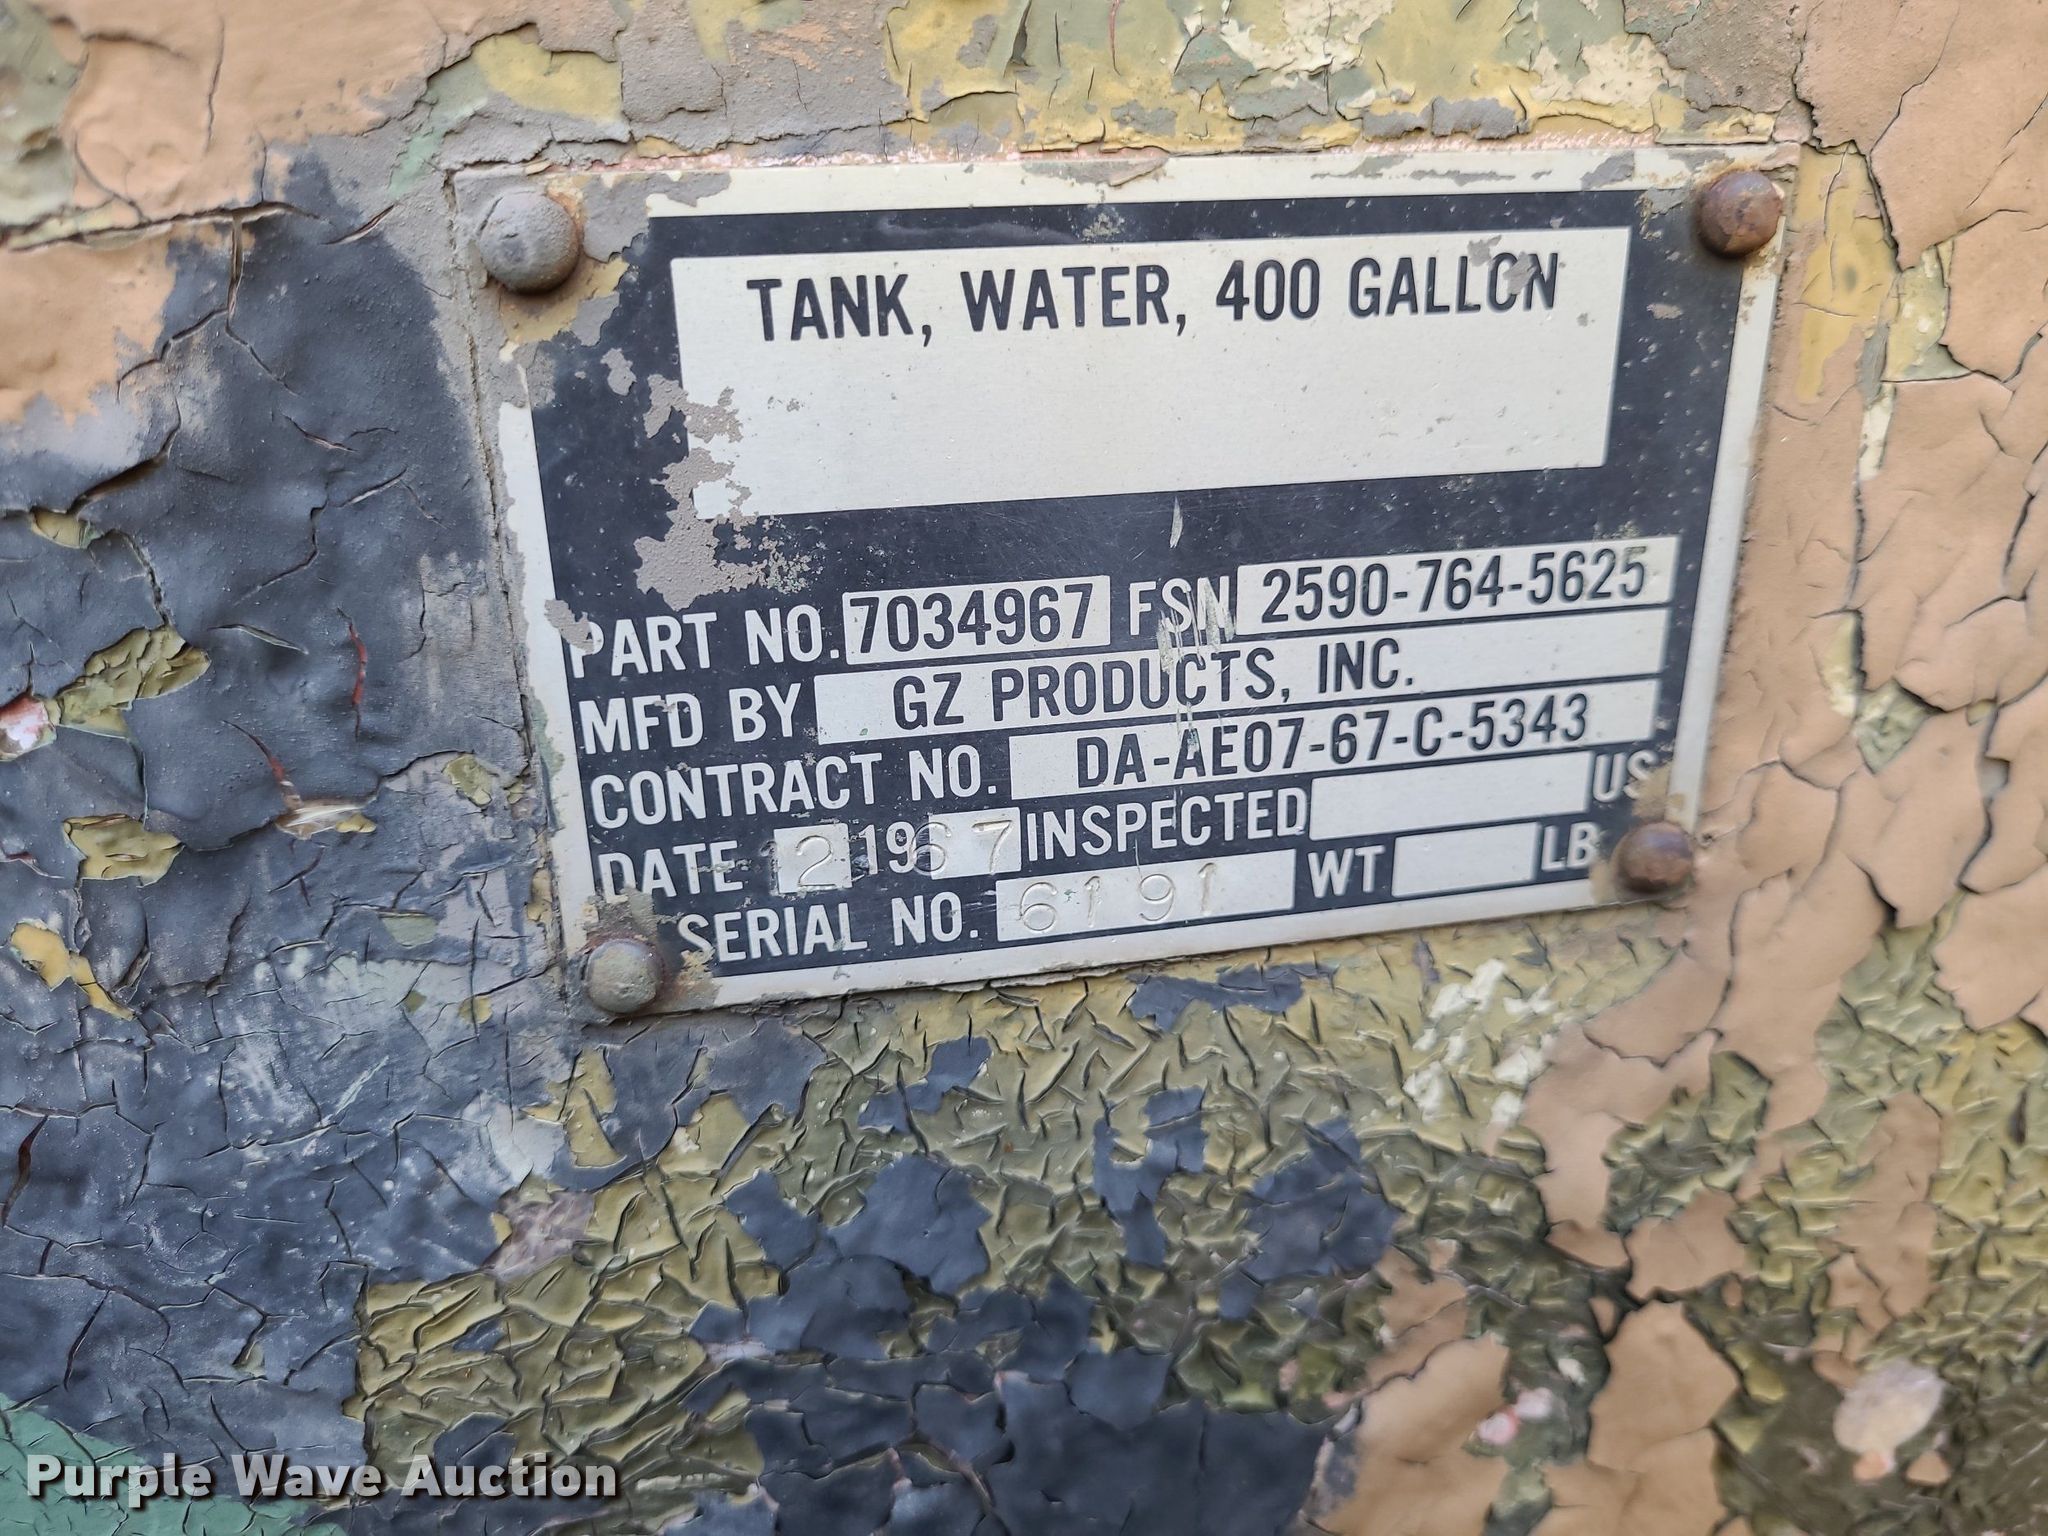 TANK, WATER, 400 GALLON
PART NO. 7034967 FSN 2590-764-5625
MFD BY GZ PRODUCTS, INC.
CONTRACT NO. DA-AE07-67-C-5343
DATE 2 1967 INSPECTED US
SERIAL NO. 6191 WT LB
Purple Wave Auction